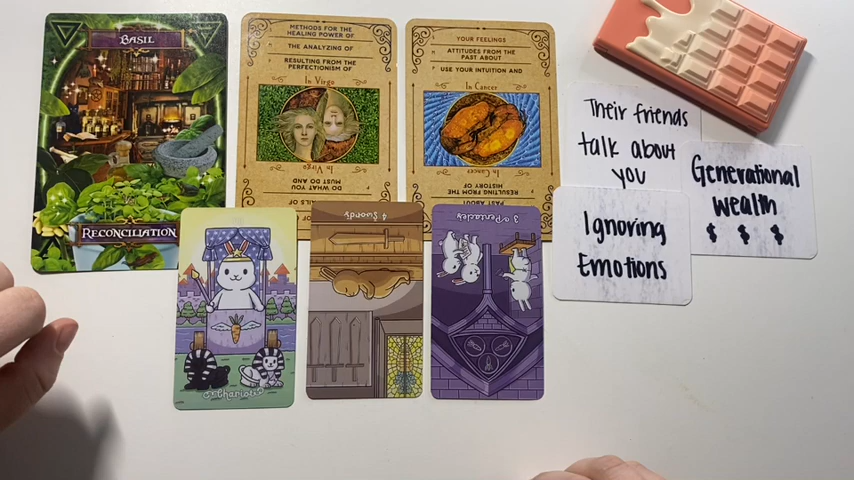 BASIL
RECONCILIATION
METHODS FOR THE
HEALING POWER OF
THE ANALYZING OF
RESULTING FROM THE
PERFECTIONISM OF
In Virgo
In Virgo
DO WHAT YOU
MUST DO AND
YOUR FEELINGS
ATTITUDES FROM THE
PAST ABOUT
USE YOUR INTUITION AND
In Cancer
In Cancer
PAST ABOUT
RESULTING FROM THE
HISTORY OF
Their friends
talk about
you
Generational
wealth
$ $ $
Ignoring
Emotions
Chariot
4 Swords
3 Pentacles